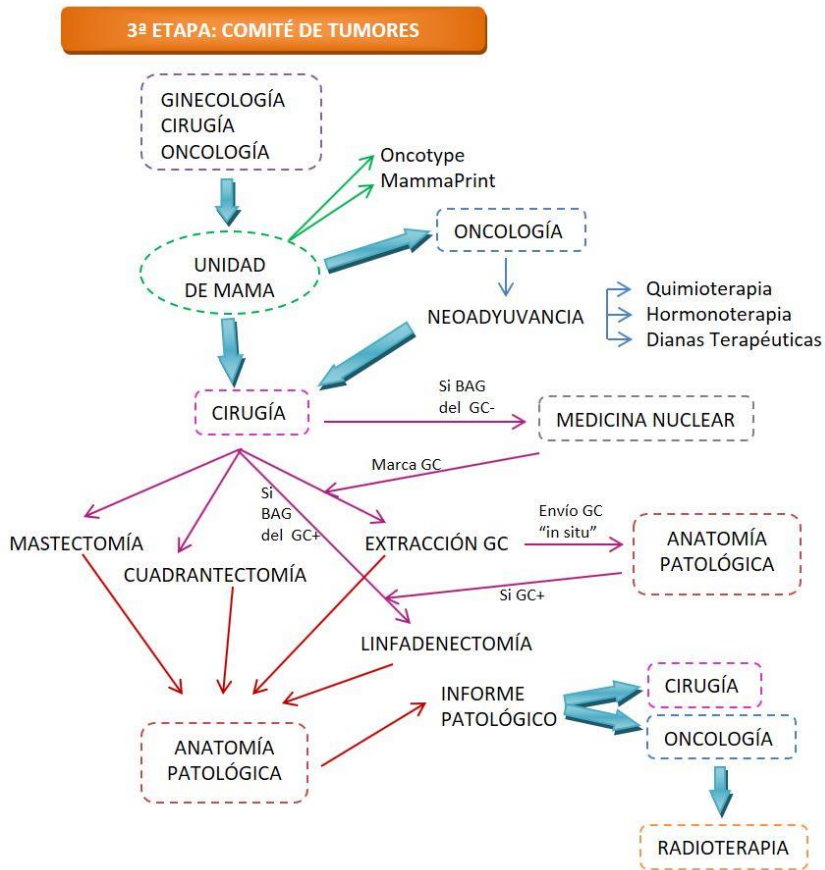 3ª ETAPA: COMITÉ DE TUMORES
GINECOLOGÍA
CIRUGÍA
ONCOLOGÍA
Oncotype
MammaPrint
UNIDAD
DE MAMA
ONCOLOGÍA
NEOADYUVANCIA
Quimioterapia
Hormonoterapia
Dianas Terapéuticas
CIRUGÍA
Si BAG
del GC-
MEDICINA NUCLEAR
Marca GC
Si
BAG
del GC+
Envío GC
“in situ”
MASTECTOMÍA
CUADRANTECTOMÍA
EXTRACCIÓN GC
ANATOMÍA
PATOLÓGICA
Si GC+
LINFADENECTOMÍA
ANATOMÍA
PATOLÓGICA
INFORME
PATOLÓGICO
CIRUGÍA
ONCOLOGÍA
RADIOTERAPIA